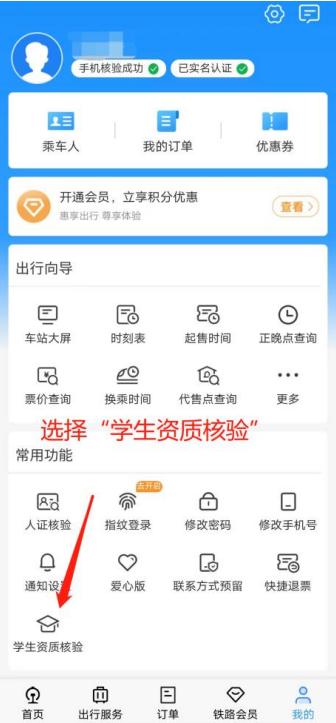 手机核验成功 已实名认证
乘车人 我的订单 优惠券
开通会员，立享积分优惠
惠享出行 尊享体验
查看 >
出行向导
车站大屏 时刻表 起售时间 正晚点查询
票价查询 换乘时间 代售点查询 更多
选择“学生资质核验”
常用功能
去开启
人证核验 指纹登录 修改密码 修改手机号
通知设 爱心版 联系方式预留 快捷退票
学生资质核验
首页 出行服务 订单 铁路会员 我的